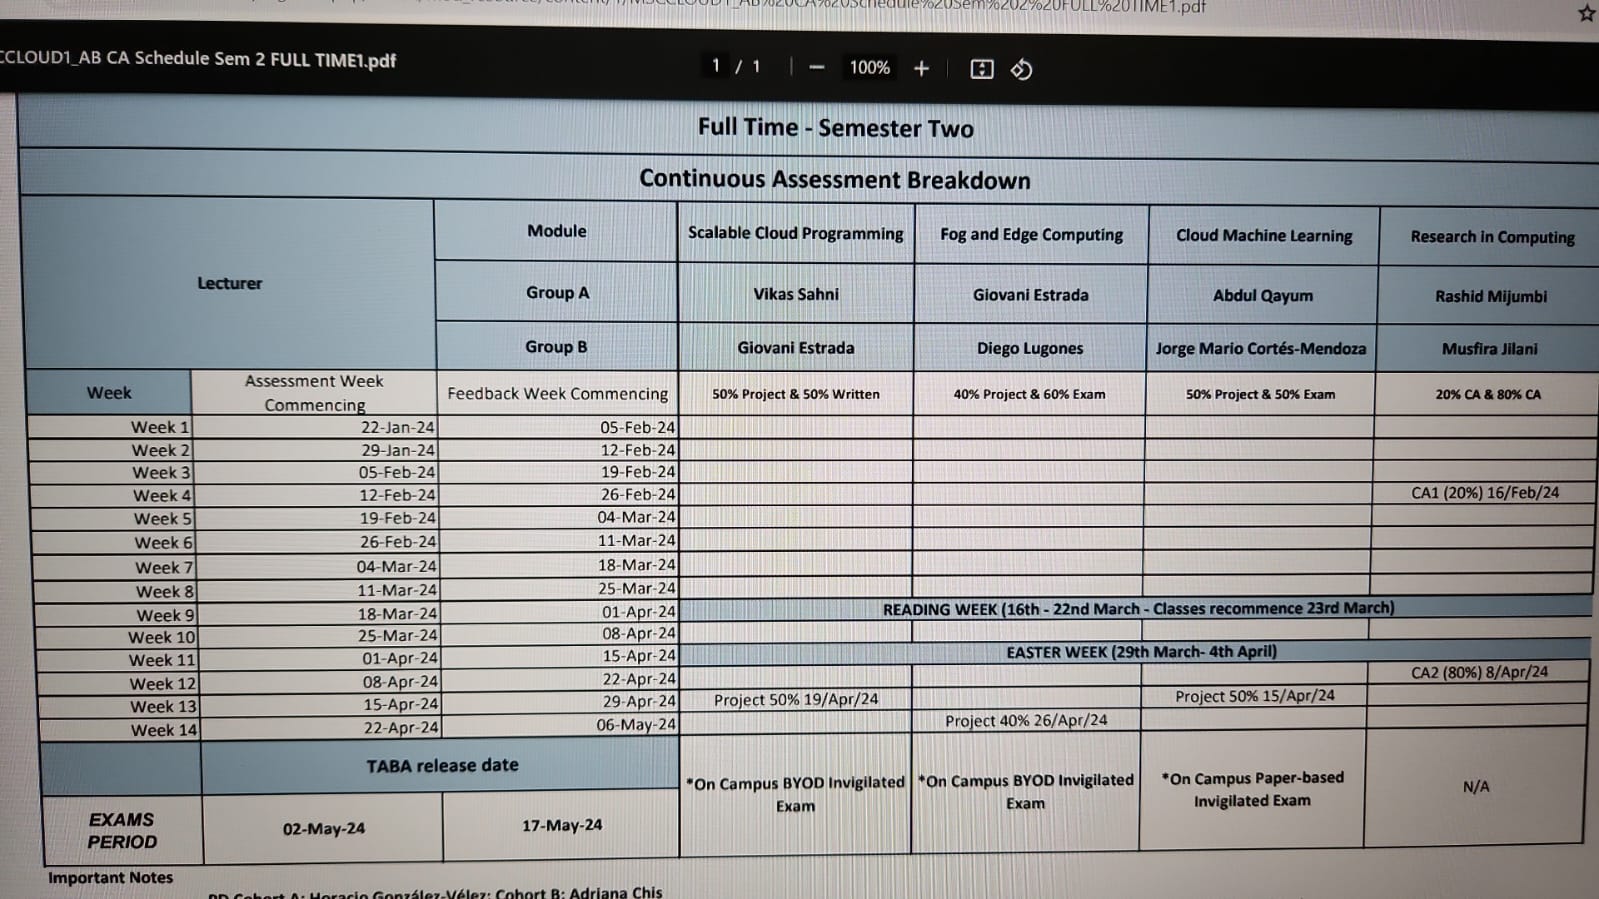 CCLOUD1_AB CA Schedule Sem 2 FULL TIME1.pdf
1 / 1
100%
Full Time - Semester Two
Continuous Assessment Breakdown
Lecturer
Module Scalable Cloud Programming Fog and Edge Computing Cloud Machine Learning Research in Computing
Group A Vikas Sahni Giovani Estrada Abdul Qayum Rashid Mijumbi
Group B Giovani Estrada Diego Lugones Jorge Mario Cortés-Mendoza Musfira Jilani
Week Assessment Week Commencing Feedback Week Commencing 50% Project & 50% Written 40% Project & 60% Exam 50% Project & 50% Exam 20% CA & 80% CA
Week 1 22-Jan-24 05-Feb-24
Week 2 29-Jan-24 12-Feb-24
Week 3 05-Feb-24 19-Feb-24
Week 4 12-Feb-24 26-Feb-24 CA1 (20%) 16/Feb/24
Week 5 19-Feb-24 04-Mar-24
Week 6 26-Feb-24 11-Mar-24
Week 7 04-Mar-24 18-Mar-24
Week 8 11-Mar-24 25-Mar-24
Week 9 18-Mar-24 01-Apr-24 READING WEEK (16th - 22nd March - Classes recommence 23rd March)
Week 10 25-Mar-24 08-Apr-24
Week 11 01-Apr-24 15-Apr-24 EASTER WEEK (29th March- 4th April)
Week 12 08-Apr-24 22-Apr-24 CA2 (80%) 8/Apr/24
Week 13 15-Apr-24 29-Apr-24 Project 50% 19/Apr/24 Project 50% 15/Apr/24
Week 14 22-Apr-24 06-May-24 Project 40% 26/Apr/24
TABA release date
*On Campus BYOD Invigilated Exam *On Campus BYOD Invigilated Exam *On Campus Paper-based Invigilated Exam N/A
EXAMS PERIOD 02-May-24 17-May-24
Important Notes
PD Cohort A: Horacio González-Vélez; Cohort B: Adriana Chis